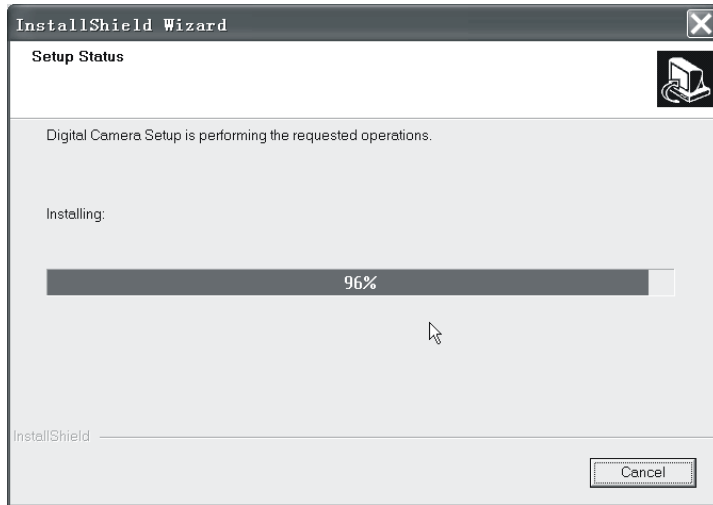 InstallShield Wizard
Setup Status
Digital Camera Setup is performing the requested operations.
Installing:
96%
InstallShield
Cancel